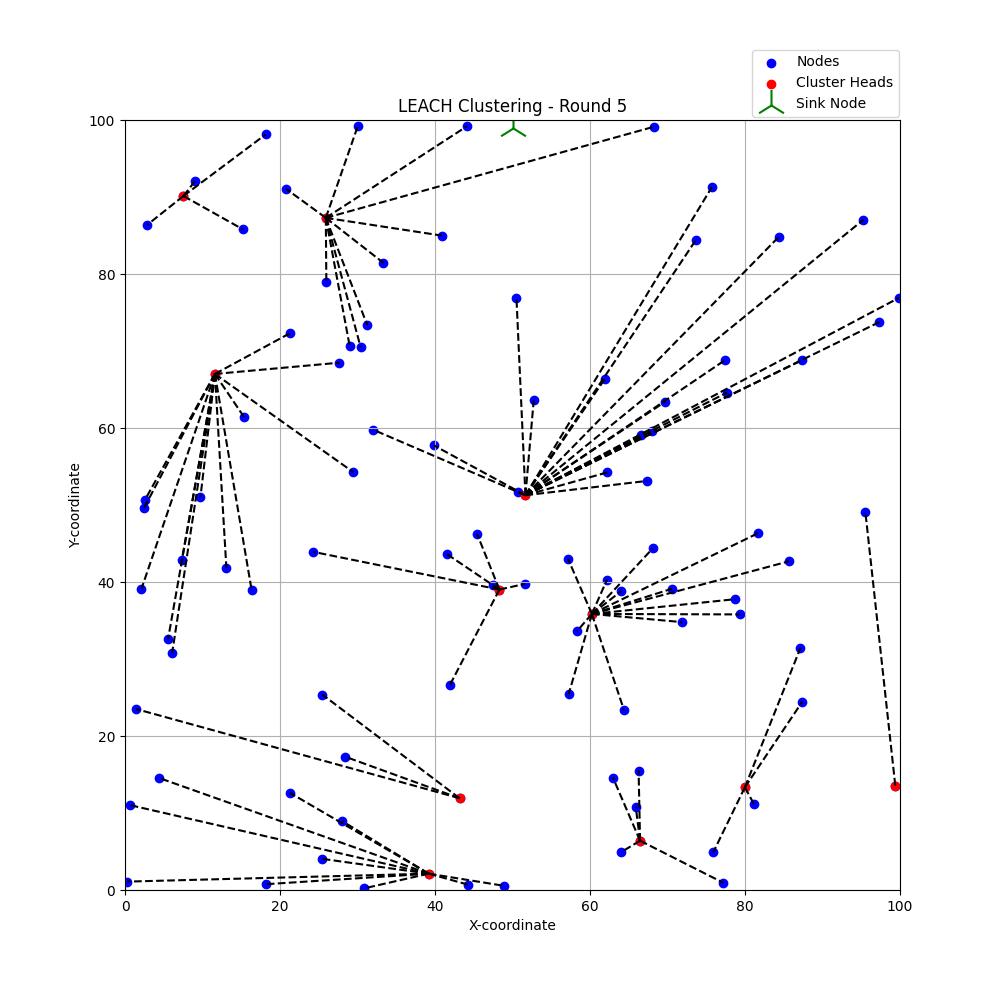 Nodes
Cluster Heads
Sink Node
LEACH Clustering - Round 5
100
80
60
40
20
0
Y-coordinate
0 20 40 60 80 100
X-coordinate